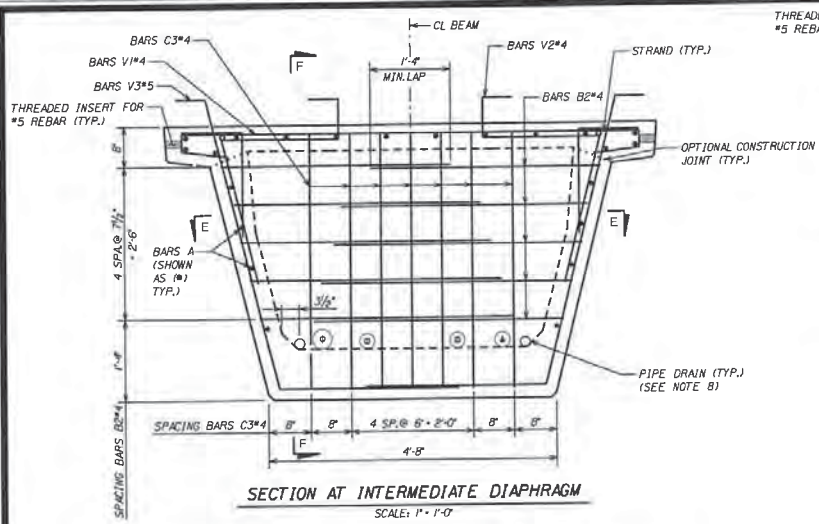 THREADE
#5 REBA
CL BEAM
BARS C3#4
F
BARS V2#4
STRAND (TYP.)
BARS V1#4
1'-4"
MIN. LAP
BARS V3#5
BARS B2#4
THREADED INSERT FOR
#5 REBAR (TYP.)
8"
OPTIONAL CONSTRUCTION
JOINT (TYP.)
E
E
4 SPA.@ 7½"
= 2'-6"
BARS A
(SHOWN
AS (•)
TYP.)
3½"
1'-4"
PIPE DRAIN (TYP.)
(SEE NOTE 8)
SPACING BARS B2#4
SPACING BARS C3#4
8"
8"
4 SP.@ 6" = 2'-0"
8"
8"
F
4'-8"
SECTION AT INTERMEDIATE DIAPHRAGM
SCALE: 1" = 1'-0"